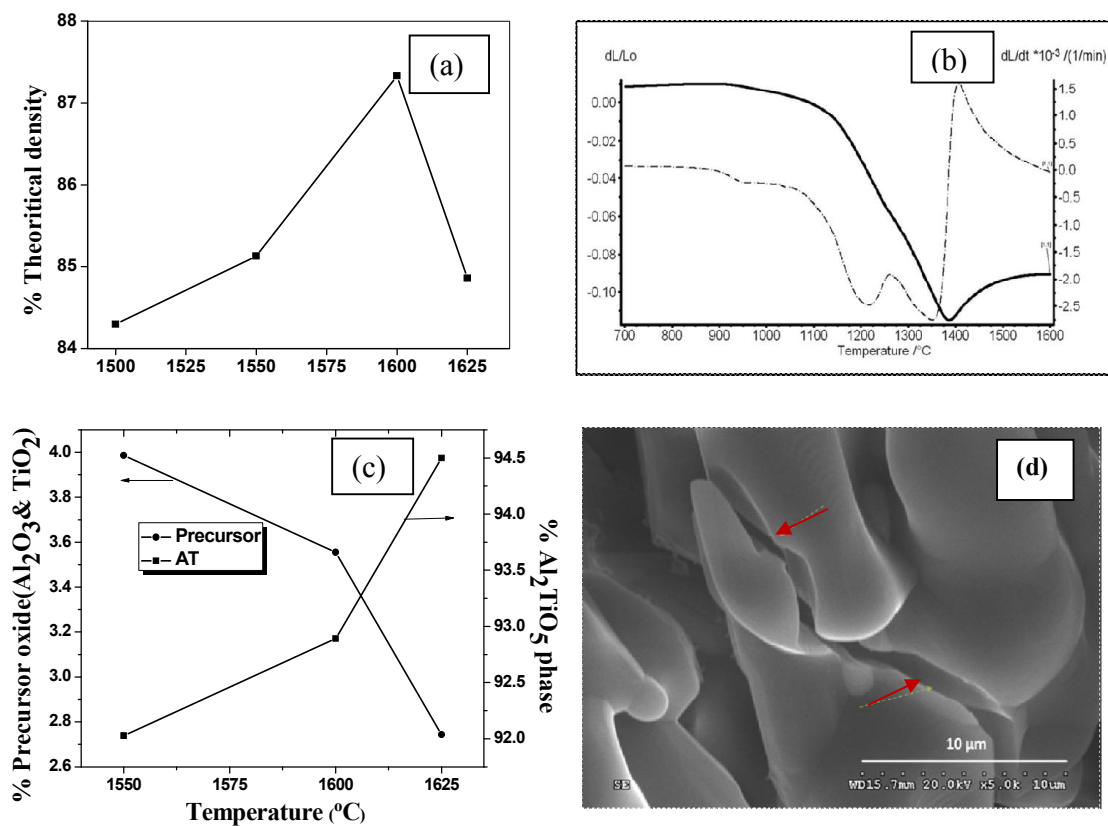 (a)
% Theoritical density
88
87
86
85
84
1500 1525 1550 1575 1600 1625
(b)
dL/Lo
dL/dt *10⁻³ /(1/min)
0.00
-0.02
-0.04
-0.06
-0.08
-0.10
1.5
1.0
0.5
0.0
-0.5
-1.0
-1.5
-2.0
-2.5
700 800 900 1000 1100 1200 1300 1400 1500 1600
Temperature /°C
(c)
% Precursor oxide(Al₂O₃& TiO₂)
4.0
3.8
3.6
3.4
3.2
3.0
2.8
2.6
Precursor
AT
94.5
94.0
93.5
93.0
92.5
92.0
% Al₂TiO₅ phase
1550 1575 1600 1625
Temperature (°C)
(d)
10 μm
SE
WD15.7mm 20.0kV x5.0k 10um